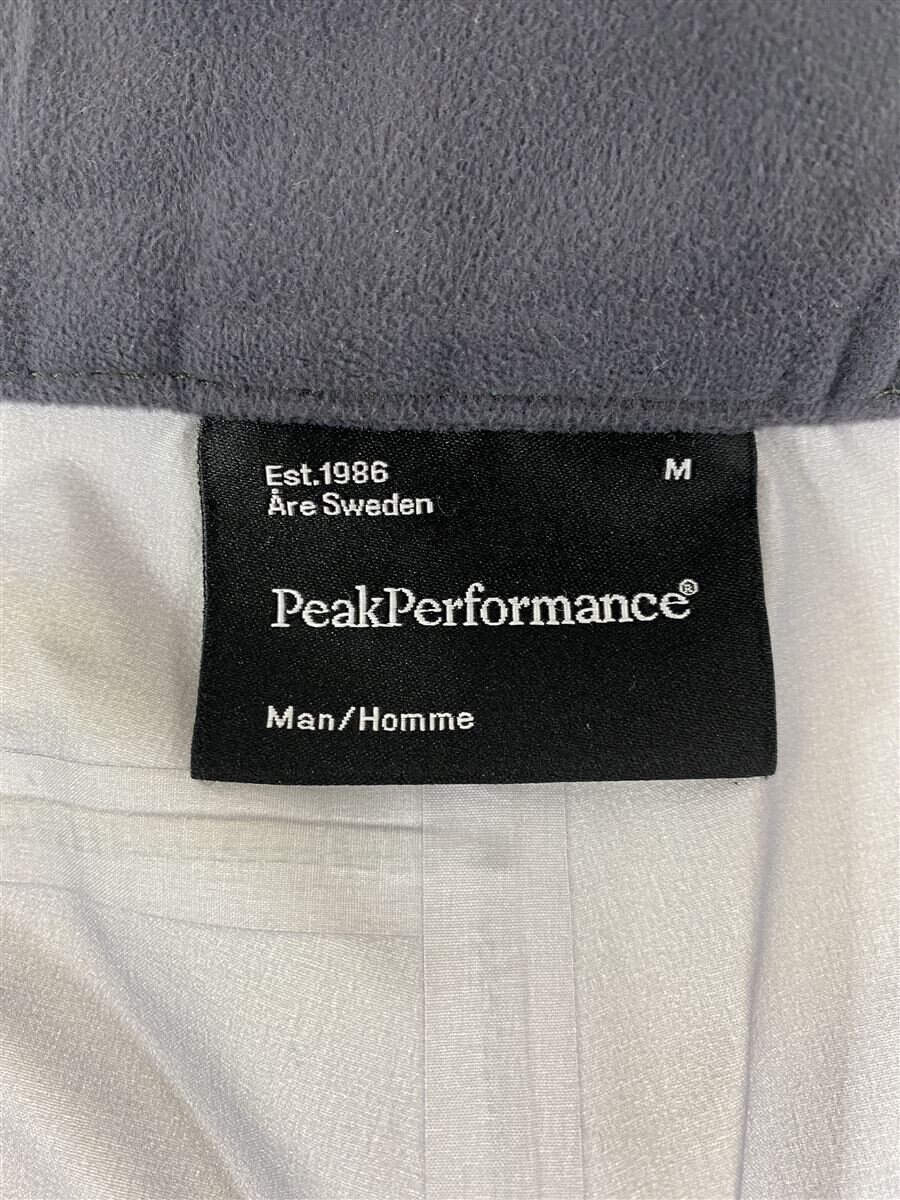 Est.1986 M
Åre Sweden
PeakPerformance®
Man/Homme